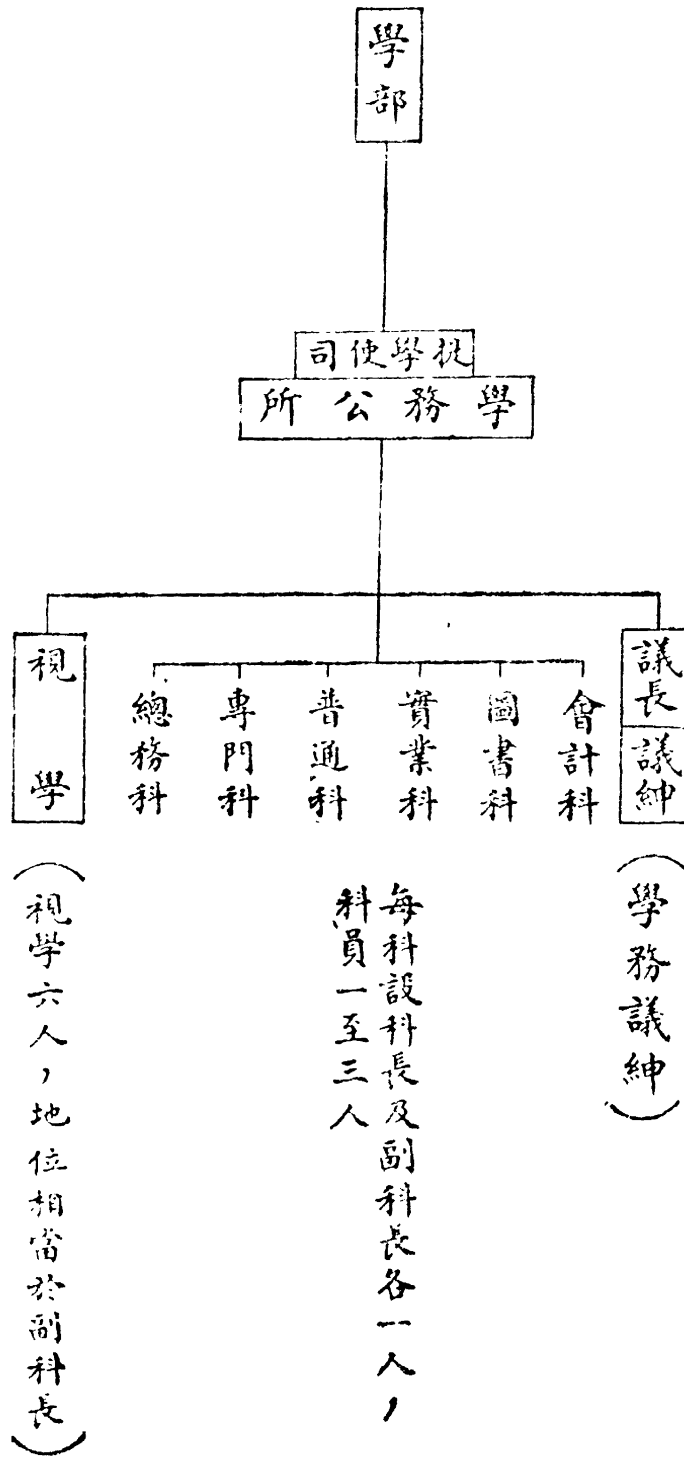 學部
提學使司
學務公所
議長
議紳
（學務議紳）
會計科
圖書科
實業科
普通科
專門科
總務科
每科設科長及副科長各一人，
科員一至三人
視學
（視學六人，地位相當於副科長）